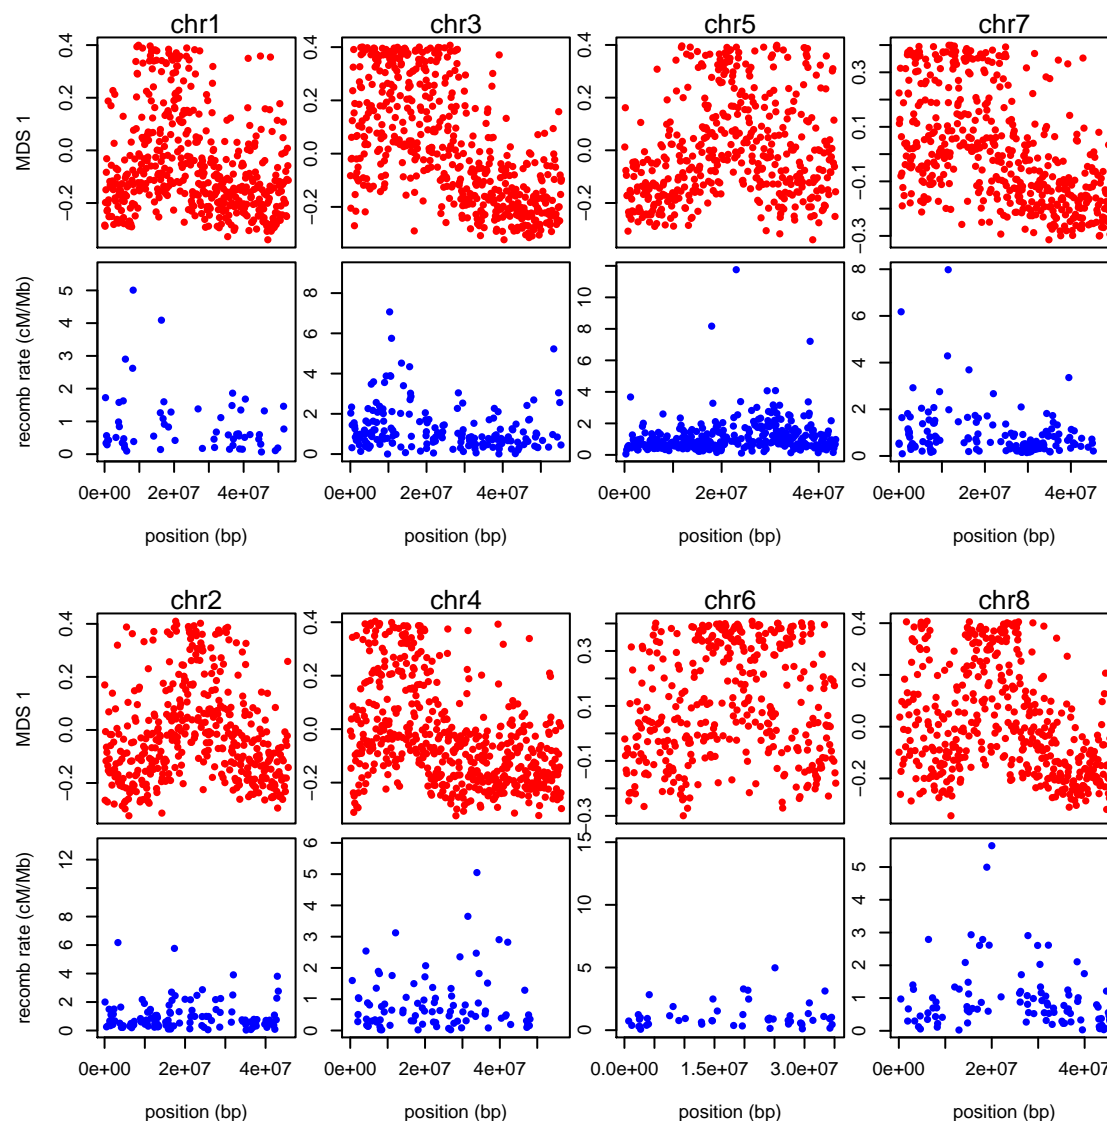 chr1 chr3 chr5 chr7
MDS 1
−0.2 0.0 0.2 0.4
−0.2 0.0 0.2 0.4
−0.2 0.0 0.2 0.4
−0.3 −0.1 0.1 0.3
recomb rate (cM/Mb)
0 1 2 3 4 5
0 2 4 6 8
0 2 4 6 8 10
0 2 4 6 8
0e+00 2e+07 4e+07 0e+00 2e+07 4e+07 0e+00 2e+07 4e+07 0e+00 2e+07 4e+07
position (bp) position (bp) position (bp) position (bp)
chr2 chr4 chr6 chr8
MDS 1
−0.2 0.0 0.2 0.4
−0.2 0.0 0.2 0.4
−0.3 −0.1 0.1 0.3
−0.2 0.0 0.2 0.4
recomb rate (cM/Mb)
0 2 4 6 8 12
0 1 2 3 4 5 6
0 5 10 15
0 1 2 3 4 5
0e+00 2e+07 4e+07 0e+00 2e+07 4e+07 0.0e+00 1.5e+07 3.0e+07 0e+00 2e+07 4e+07
position (bp) position (bp) position (bp) position (bp)